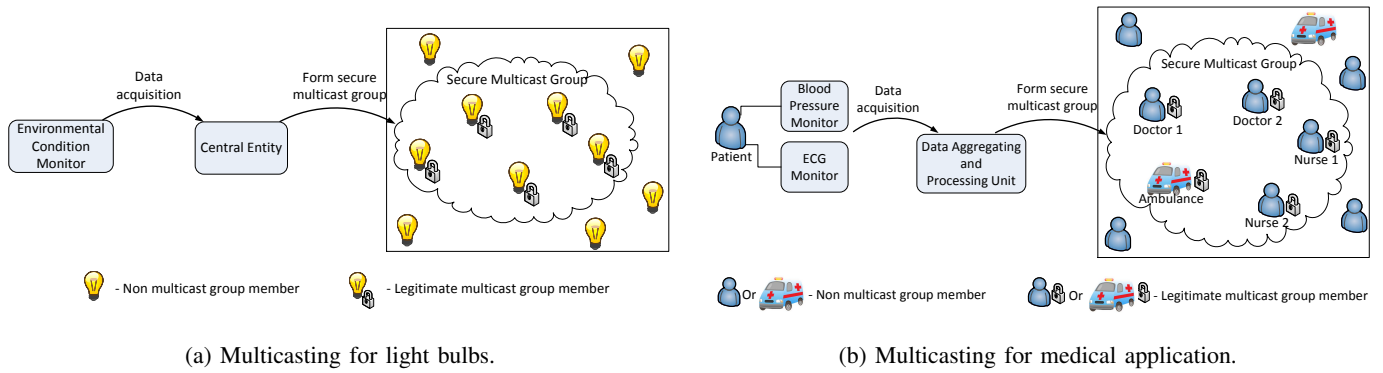 Environmental
Condition
Monitor
Data
acquisition
Central Entity
Form secure
multicast group
Secure Multicast Group
- Non multicast group member
- Legitimate multicast group member
(a) Multicasting for light bulbs.
Patient
Blood
Pressure
Monitor
ECG
Monitor
Data
acquisition
Data Aggregating
and
Processing Unit
Form secure
multicast group
Secure Multicast Group
Doctor 1
Doctor 2
Nurse 1
Ambulance
Nurse 2
Or
- Non multicast group member
Or
- Legitimate multicast group member
(b) Multicasting for medical application.